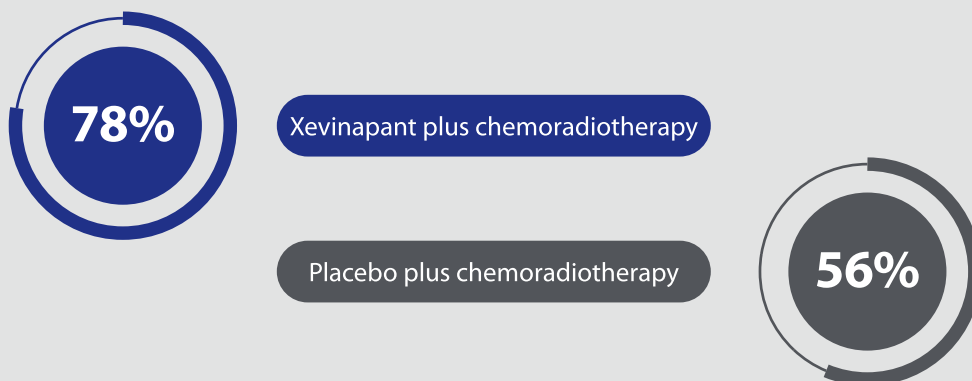 78%
Xevinapant plus chemoradiotherapy
Placebo plus chemoradiotherapy
56%